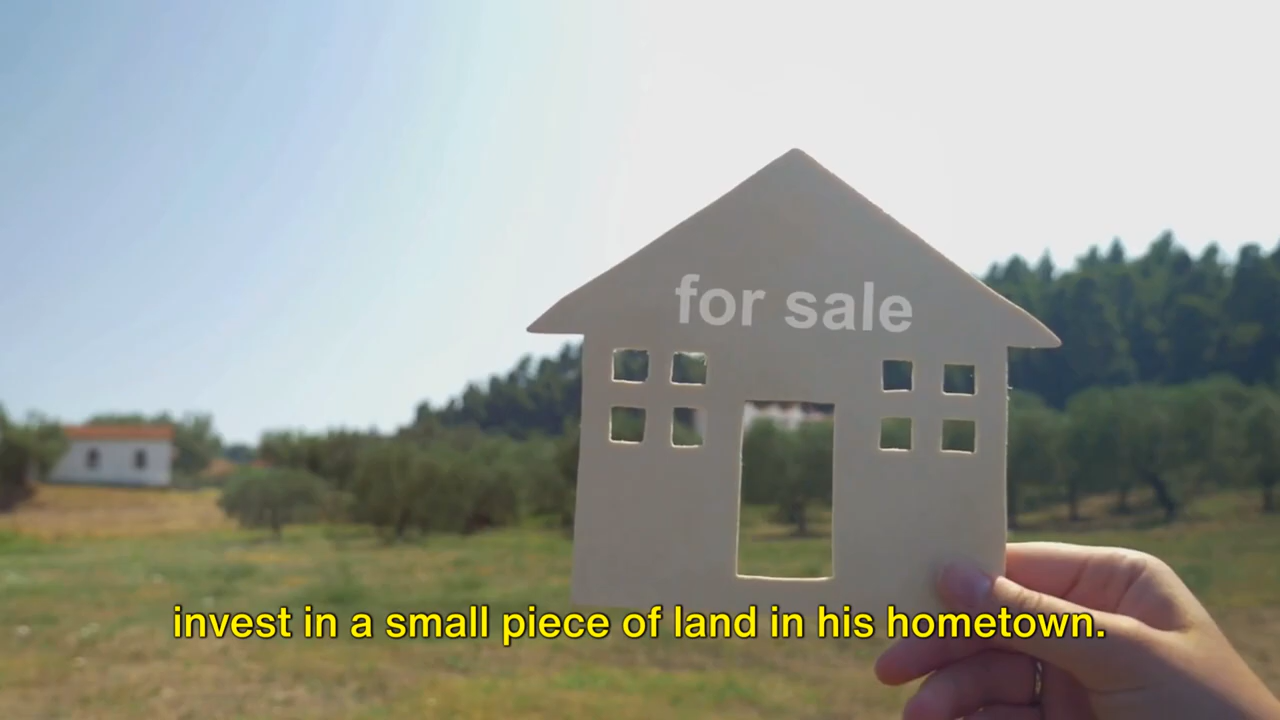 for sale
invest in a small piece of land in his hometown.